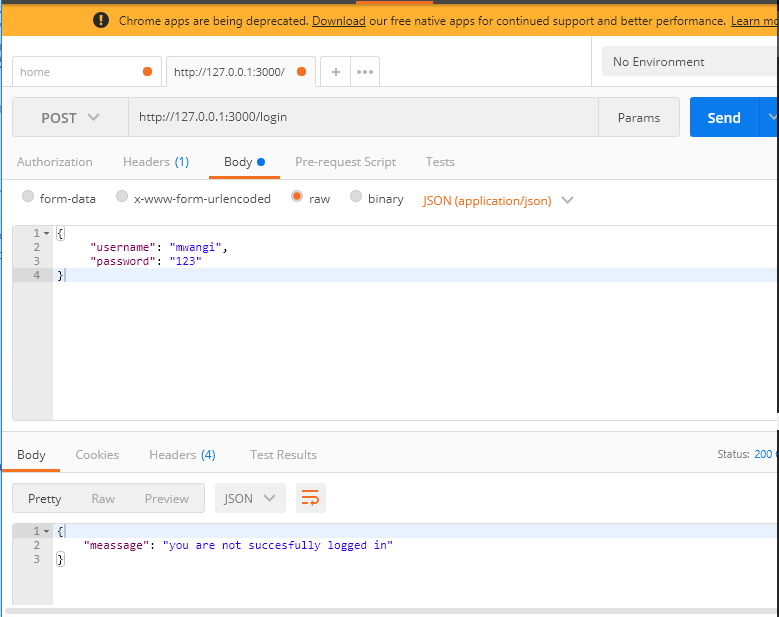 Chrome apps are being deprecated. Download our free native apps for continued support and better performance. Learn mo
home
http://127.0.0.1:3000/
+
•••
No Environment
POST
http://127.0.0.1:3000/login
Params
Send
Authorization
Headers (1)
Body
Pre-request Script
Tests
form-data
x-www-form-urlencoded
raw
binary
JSON (application/json)
1 {
2 "username": "mwangi",
3 "password": "123"
4 }
Body
Cookies
Headers (4)
Test Results
Status: 200
Pretty
Raw
Preview
JSON
1 {
2 "meassage": "you are not succesfully logged in"
3 }